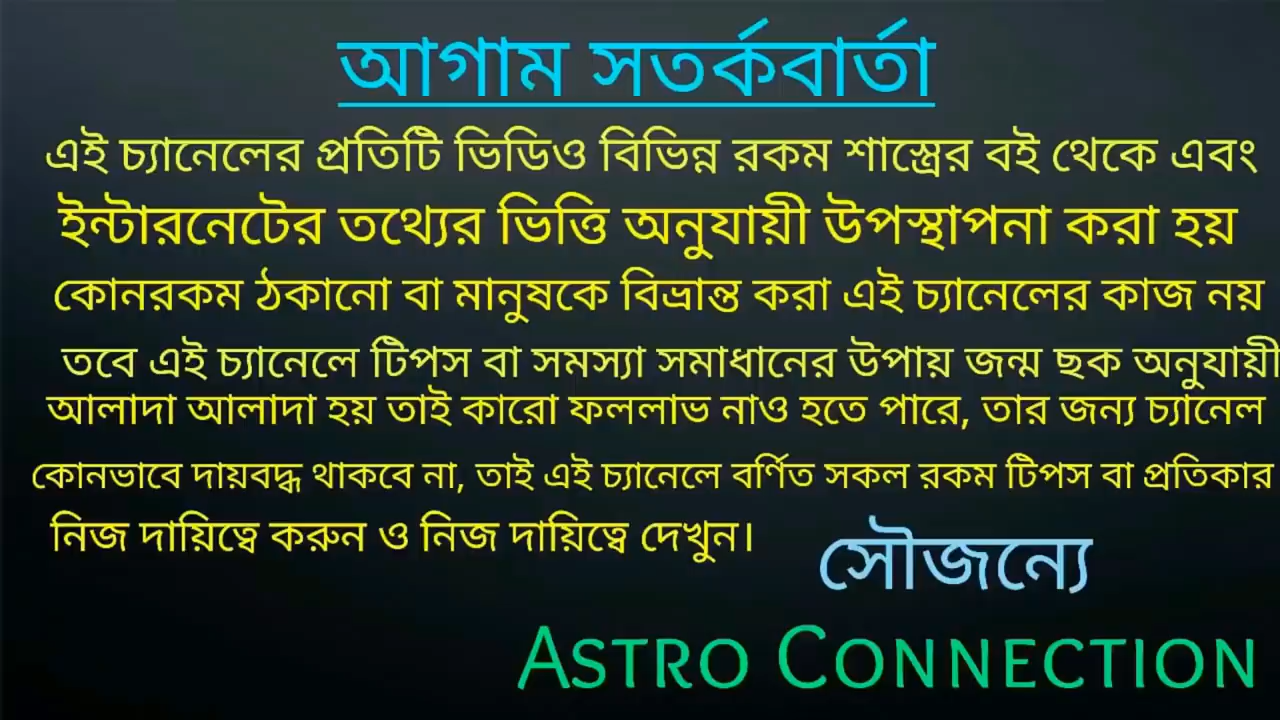 আগাম সতর্কবার্তা
এই চ্যানেলের প্রতিটি ভিডিও বিভিন্ন রকম শাস্ত্রের বই থেকে এবং
ইন্টারনেটের তথ্যের ভিত্তি অনুযায়ী উপস্থাপনা করা হয়
কোনরকম ঠকানো বা মানুষকে বিভ্রান্ত করা এই চ্যানেলের কাজ নয়
তবে এই চ্যানেলে টিপস বা সমস্যা সমাধানের উপায় জন্ম ছক অনুযায়ী
আলাদা আলাদা হয় তাই কারো ফললাভ নাও হতে পারে, তার জন্য চ্যানেল
কোনভাবে দায়বদ্ধ থাকবে না, তাই এই চ্যানেলে বর্ণিত সকল রকম টিপস বা প্রতিকার
নিজ দায়িত্বে করুন ও নিজ দায়িত্বে দেখুন।
সৌজন্যে
ASTRO CONNECTION